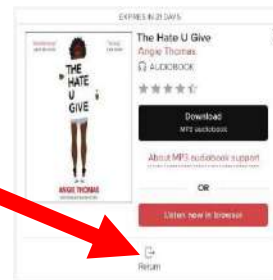 EXPIRES IN 21 DAYS
The Hate U Give
Angie Thomas
AUDIOBOOK
THE
HATE
U
GIVE
ANGIE THOMAS
Download
MP3 audiobook
About MP3 audiobook support
OR
Listen now in browser
Return